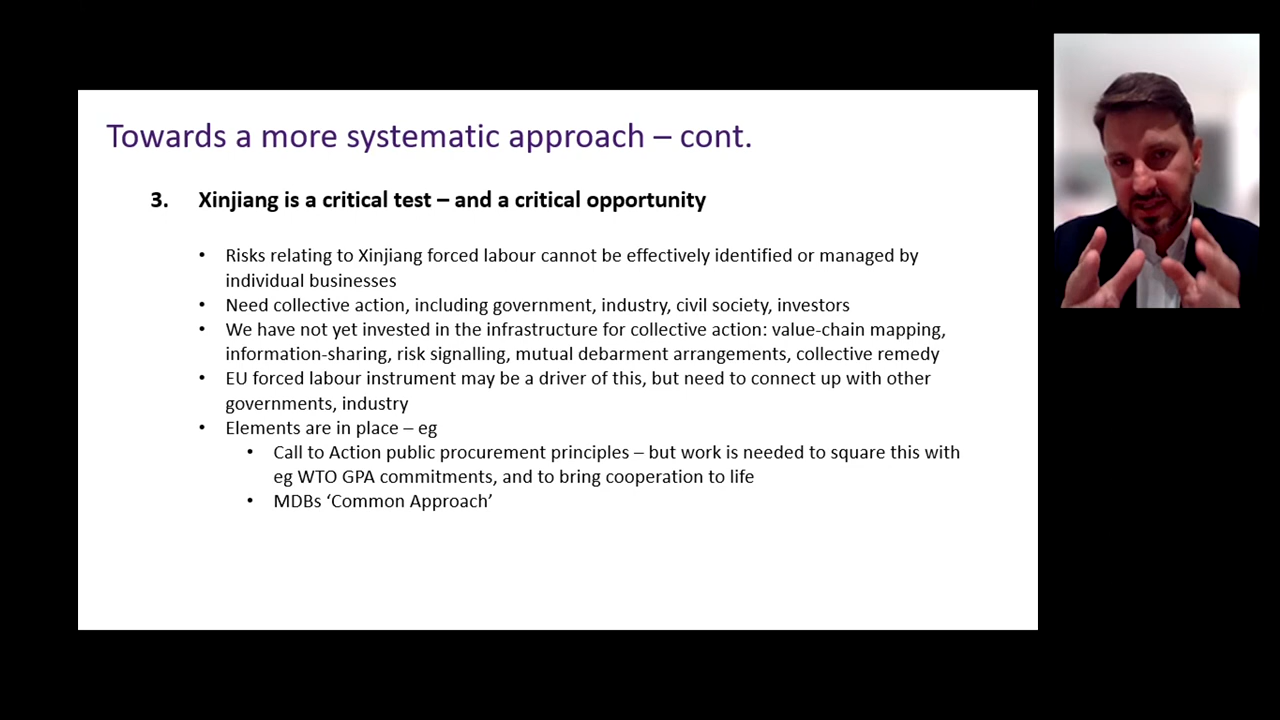 Towards a more systematic approach – cont.
3. Xinjiang is a critical test – and a critical opportunity
• Risks relating to Xinjiang forced labour cannot be effectively identified or managed by
individual businesses
• Need collective action, including government, industry, civil society, investors
• We have not yet invested in the infrastructure for collective action: value-chain mapping,
information-sharing, risk signalling, mutual debarment arrangements, collective remedy
• EU forced labour instrument may be a driver of this, but need to connect up with other
governments, industry
• Elements are in place – eg
• Call to Action public procurement principles – but work is needed to square this with
eg WTO GPA commitments, and to bring cooperation to life
• MDBs ‘Common Approach’